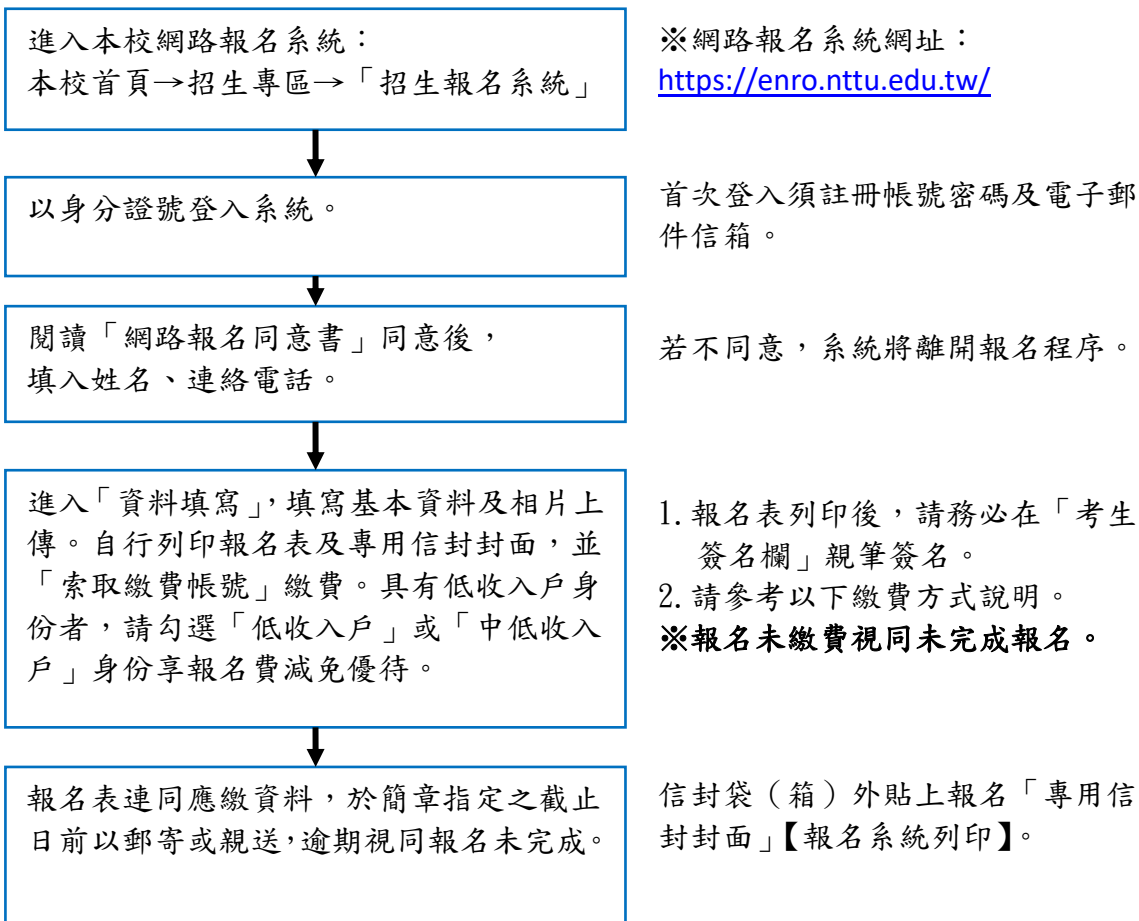 進入本校網路報名系統：
本校首頁→招生專區→「招生報名系統」
※網路報名系統網址：
https://enro.nttu.edu.tw/
以身分證號登入系統。
首次登入須註冊帳號密碼及電子郵
件信箱。
閱讀「網路報名同意書」同意後，
填入姓名、連絡電話。
若不同意，系統將離開報名程序。
進入「資料填寫」，填寫基本資料及相片上
傳。自行列印報名表及專用信封封面，並
「索取繳費帳號」繳費。具有低收入戶身
份者，請勾選「低收入戶」或「中低收入
戶」身份享報名費減免優待。
1.報名表列印後，請務必在「考生
簽名欄」親筆簽名。
2.請參考以下繳費方式說明。
※報名未繳費視同未完成報名。
報名表連同應繳資料，於簡章指定之截止
日前以郵寄或親送，逾期視同報名未完成。
信封袋（箱）外貼上報名「專用信
封封面」【報名系統列印】。